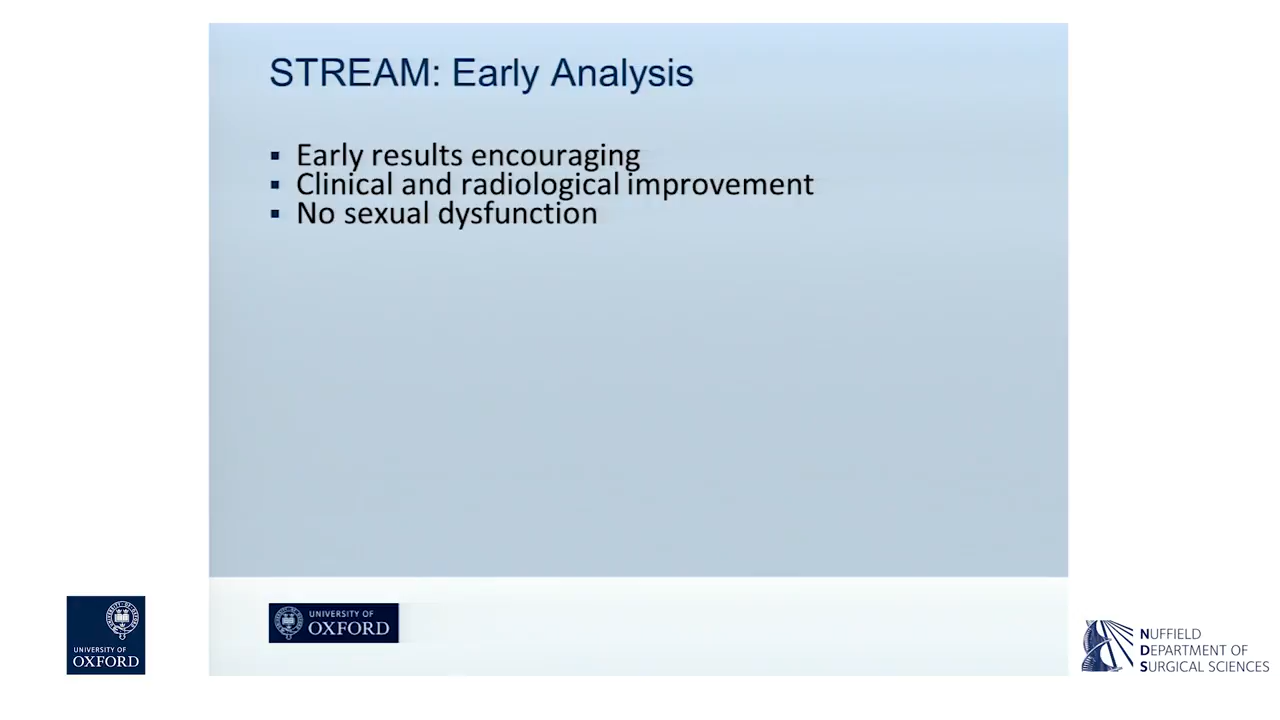 STREAM: Early Analysis
▪ Early results encouraging
▪ Clinical and radiological improvement
▪ No sexual dysfunction
UNIVERSITY OF
OXFORD
UNIVERSITY OF
OXFORD
NUFFIELD
DEPARTMENT OF
SURGICAL SCIENCES